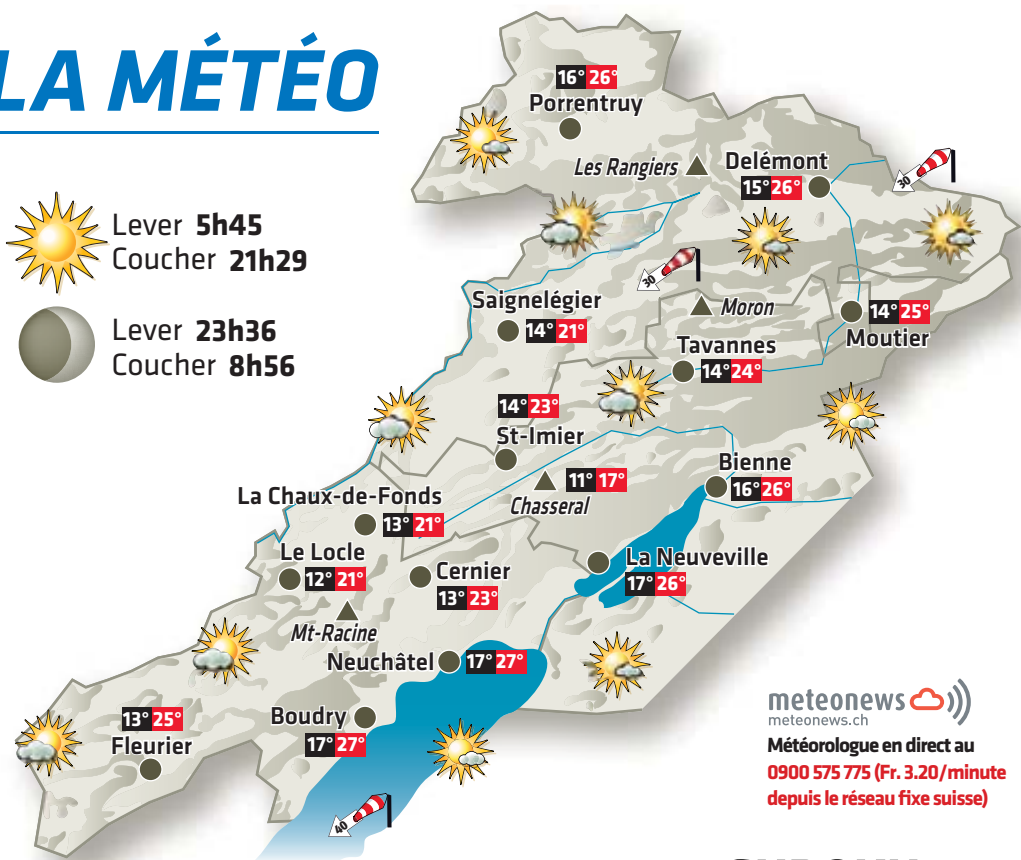 LA MÉTÉO
Lever 5h45
Coucher 21h29
Lever 23h36
Coucher 8h56
16° 26°
Porrentruy
Les Rangiers
Delémont
15° 26°
30
30
Saignelégier
14° 21°
Moron
14° 25°
Moutier
Tavannes
14° 24°
14° 23°
St-Imier
11° 17°
Chasseral
Bienne
16° 26°
La Chaux-de-Fonds
13° 21°
Le Locle
12° 21°
Cernier
13° 23°
La Neuveville
17° 26°
Mt-Racine
Neuchâtel 17° 27°
Boudry
17° 27°
13° 25°
Fleurier
40
meteonews
meteonews.ch
Météorologue en direct au
0900 575 775 (Fr. 3.20/minute
depuis le réseau fixe suisse)